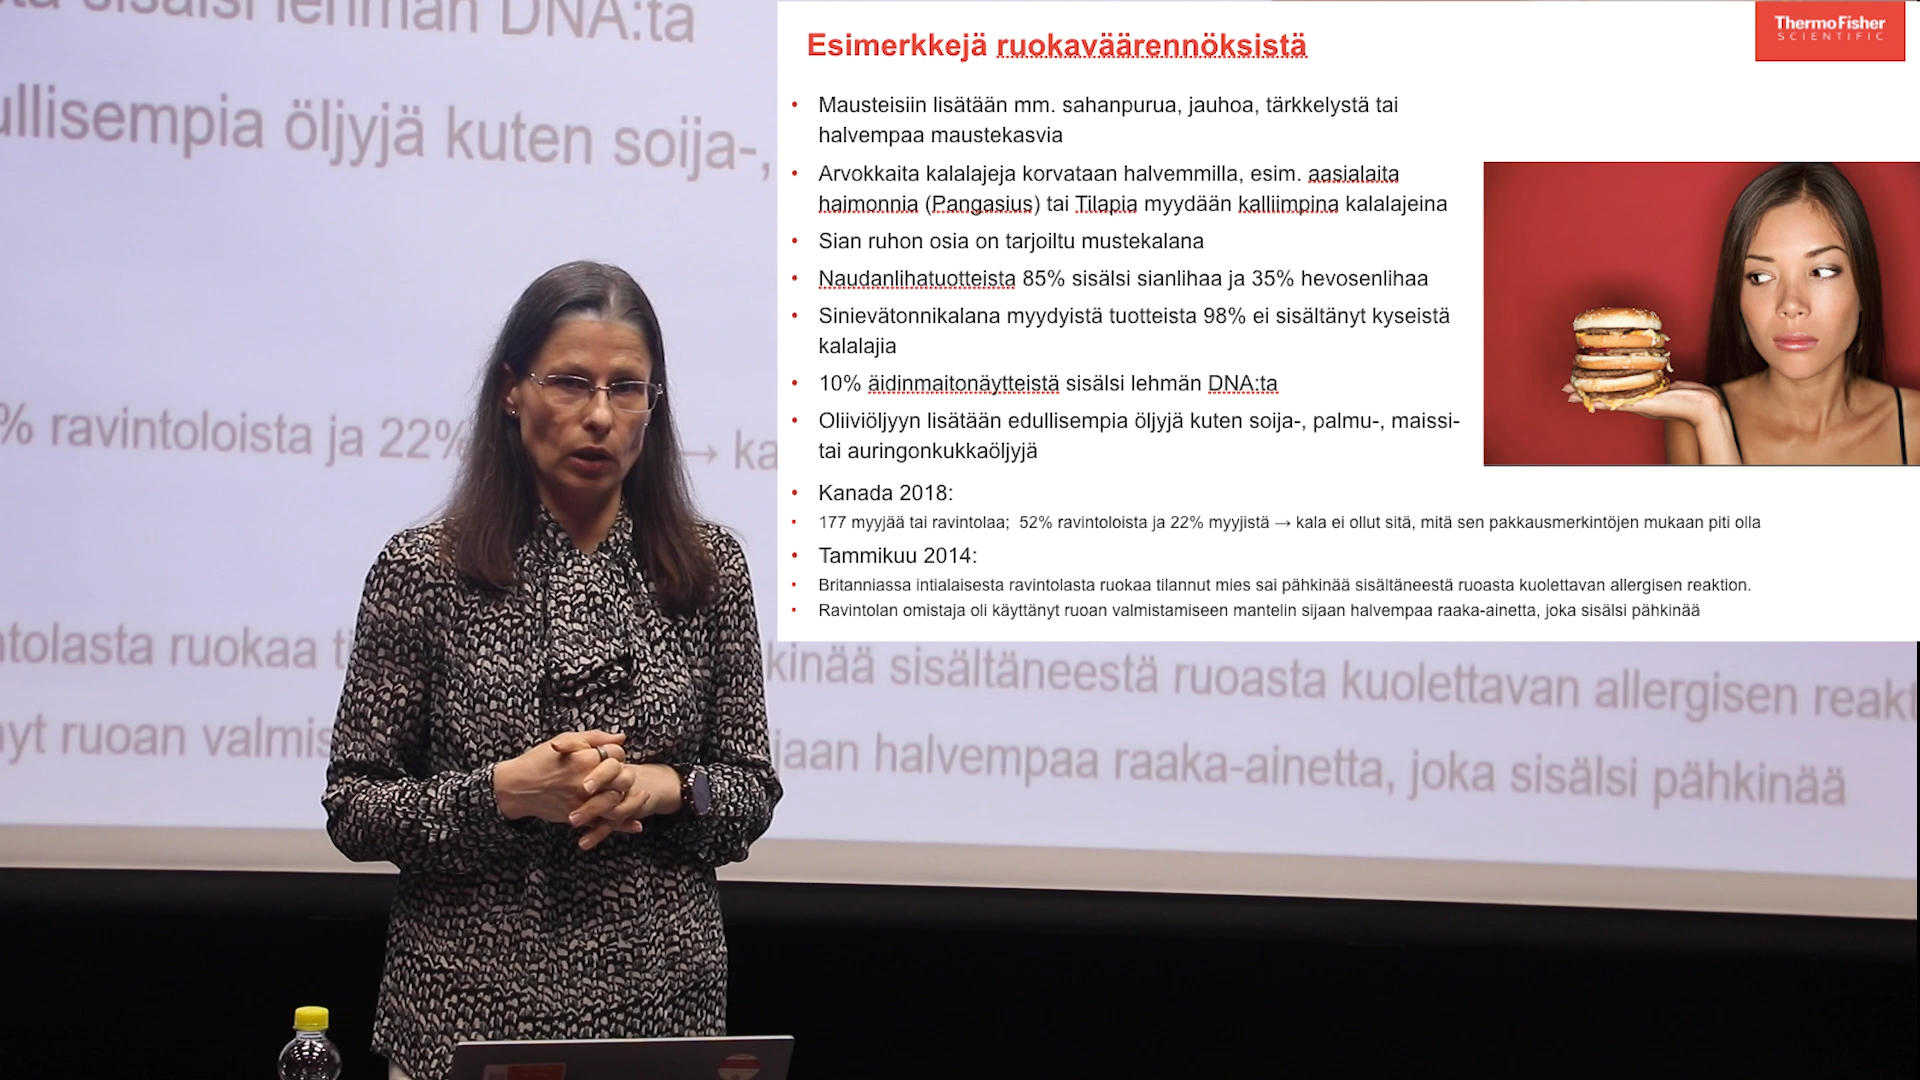 ta sisälsi lehmän DNA:ta
ullisempia öljyjä kuten soija-,
% ravintoloista ja 22% → ka
ntolasta ruokaa kinää sisältäneestä ruoasta kuolettavan allergisen reakt
nyt ruoan valmis jaan halvempaa raaka-ainetta, joka sisälsi pähkinää
ThermoFisher
SCIENTIFIC
Esimerkkejä ruokaväärennöksistä
• Mausteisiin lisätään mm. sahanpurua, jauhoa, tärkkelystä tai
halvempaa maustekasvia
• Arvokkaita kalalajeja korvataan halvemmilla, esim. aasialaita
haimonnia (Pangasius) tai Tilapia myydään kalliimpina kalalajeina
• Sian ruhon osia on tarjoiltu mustekalana
• Naudanlihatuotteista 85% sisälsi sianlihaa ja 35% hevosenlihaa
• Sinievätonnikalana myydyistä tuotteista 98% ei sisältänyt kyseistä
kalalajia
• 10% äidinmaitonäytteistä sisälsi lehmän DNA:ta
• Oliiviöljyyn lisätään edullisempia öljyjä kuten soija-, palmu-, maissi-
tai auringonkukkaöljyjä
• Kanada 2018:
• 177 myyjää tai ravintolaa; 52% ravintoloista ja 22% myyjistä → kala ei ollut sitä, mitä sen pakkausmerkintöjen mukaan piti olla
• Tammikuu 2014:
• Britanniassa intialaisesta ravintolasta ruokaa tilannut mies sai pähkinää sisältäneestä ruoasta kuolettavan allergisen reaktion.
• Ravintolan omistaja oli käyttänyt ruoan valmistamiseen mantelin sijaan halvempaa raaka-ainetta, joka sisälsi pähkinää